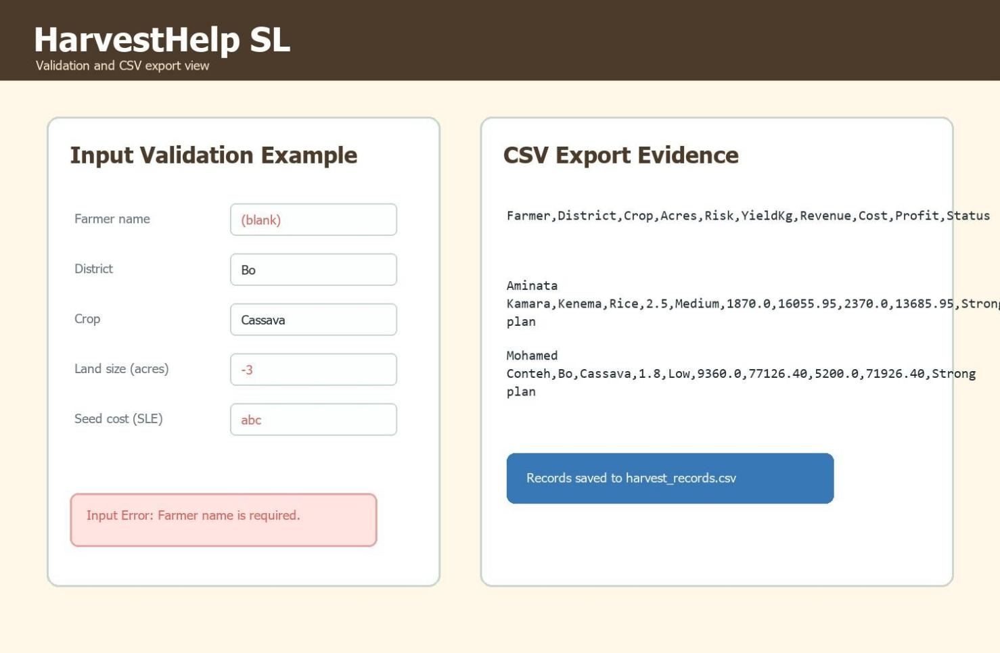 HarvestHelp SL
Validation and CSV export view
Input Validation Example
Farmer name
(blank)
District
Bo
Crop
Cassava
Land size (acres)
-3
Seed cost (SLE)
abc
Input Error: Farmer name is required.
CSV Export Evidence
Farmer,District,Crop,Acres,Risk,YieldKg,Revenue,Cost,Profit,Status
Aminata
Kamara,Kenema,Rice,2.5,Medium,1870.0,16055.95,2370.0,13685.95,Strong
plan
Mohamed
Conteh,Bo,Cassava,1.8,Low,9360.0,77126.40,5200.0,71926.40,Strong
plan
Records saved to harvest_records.csv